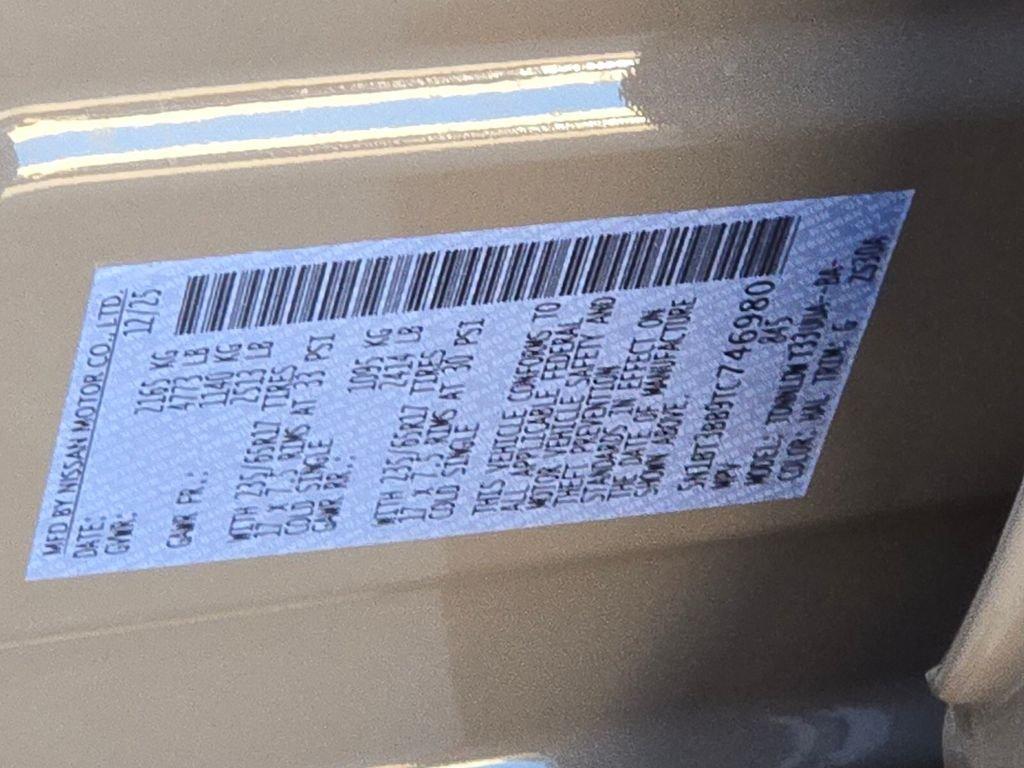 MFD BY NISSAN MOTOR CO., LTD.
DATE: 12/25
GVWR: 2165 KG
4773 LB
GAWR FR.: 1140 KG
2513 LB
WITH 235/65R17 TIRES
17 X 7.5 RIMS AT 33 PSI
COLD SINGLE
GAWR RR.: 1095 KG
2414 LB
WITH 235/65R17 TIRES
17 X 7.5 RIMS AT 30 PSI
COLD SINGLE
THIS VEHICLE CONFORMS TO
ALL APPLICABLE FEDERAL
MOTOR VEHICLE SAFETY AND
THEFT PREVENTION
STANDARDS IN EFFECT ON
THE DATE OF MANUFACTURE
SHOWN ABOVE.
5N1BT3BB9TC746980
MPV
MODEL:
COLOR: TRIM: G